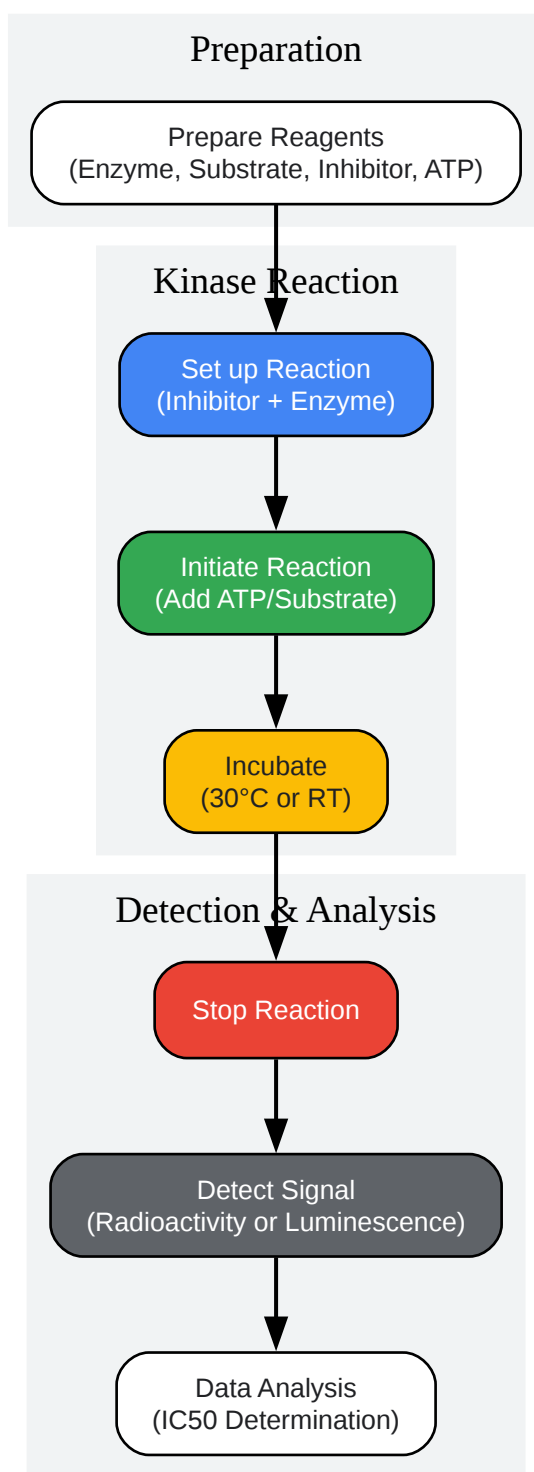 Preparation
Prepare Reagents
(Enzyme, Substrate, Inhibitor, ATP)
Kinase Reaction
Set up Reaction
(Inhibitor + Enzyme)
Initiate Reaction
(Add ATP/Substrate)
Incubate
(30°C or RT)
Detection & Analysis
Stop Reaction
Detect Signal
(Radioactivity or Luminescence)
Data Analysis
(IC50 Determination)